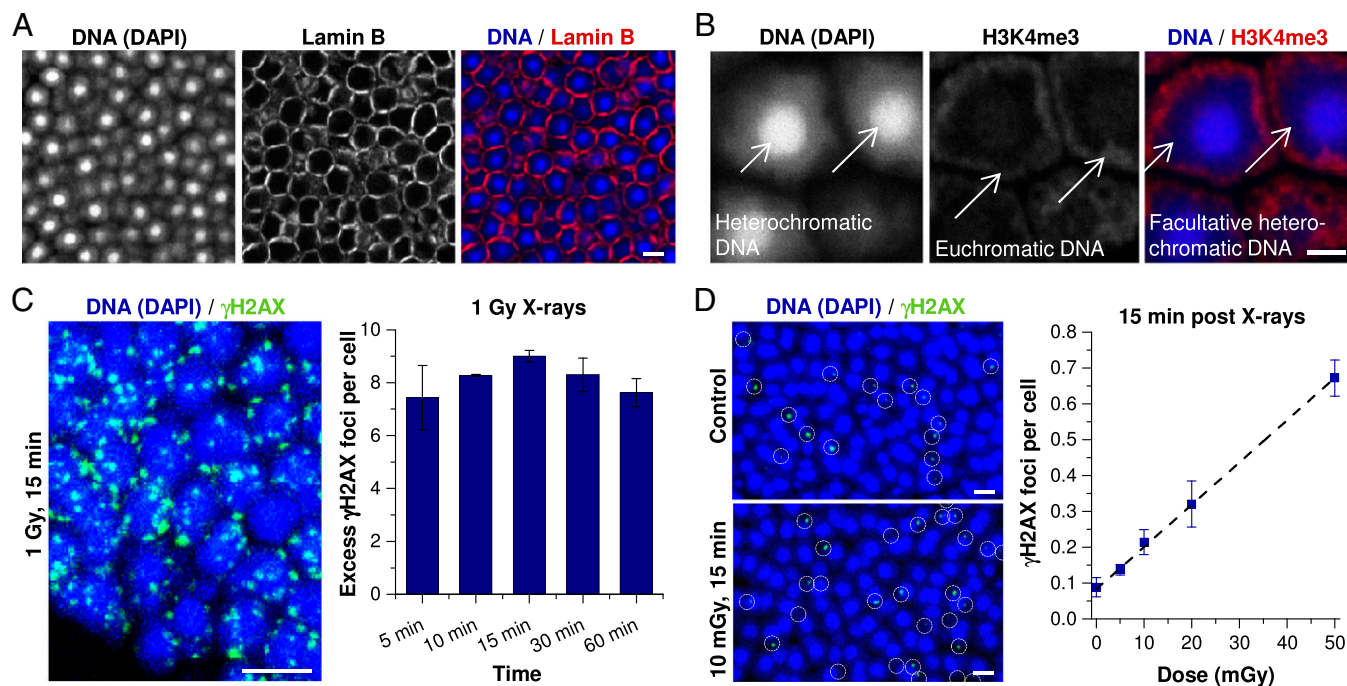 A
DNA (DAPI)
Lamin B
DNA / Lamin B
B
DNA (DAPI)
H3K4me3
DNA / H3K4me3
Heterochromatic
DNA
Euchromatic DNA
Facultative hetero-
chromatic DNA
C
DNA (DAPI) / γH2AX
1 Gy, 15 min
1 Gy X-rays
Excess γH2AX foci per cell
10
8
6
4
2
0
5 min
10 min
15 min
30 min
60 min
Time
D
DNA (DAPI) / γH2AX
Control
10 mGy, 15 min
15 min post X-rays
γH2AX foci per cell
0.8
0.7
0.6
0.5
0.4
0.3
0.2
0.1
0.0
0
10
20
30
40
50
Dose (mGy)